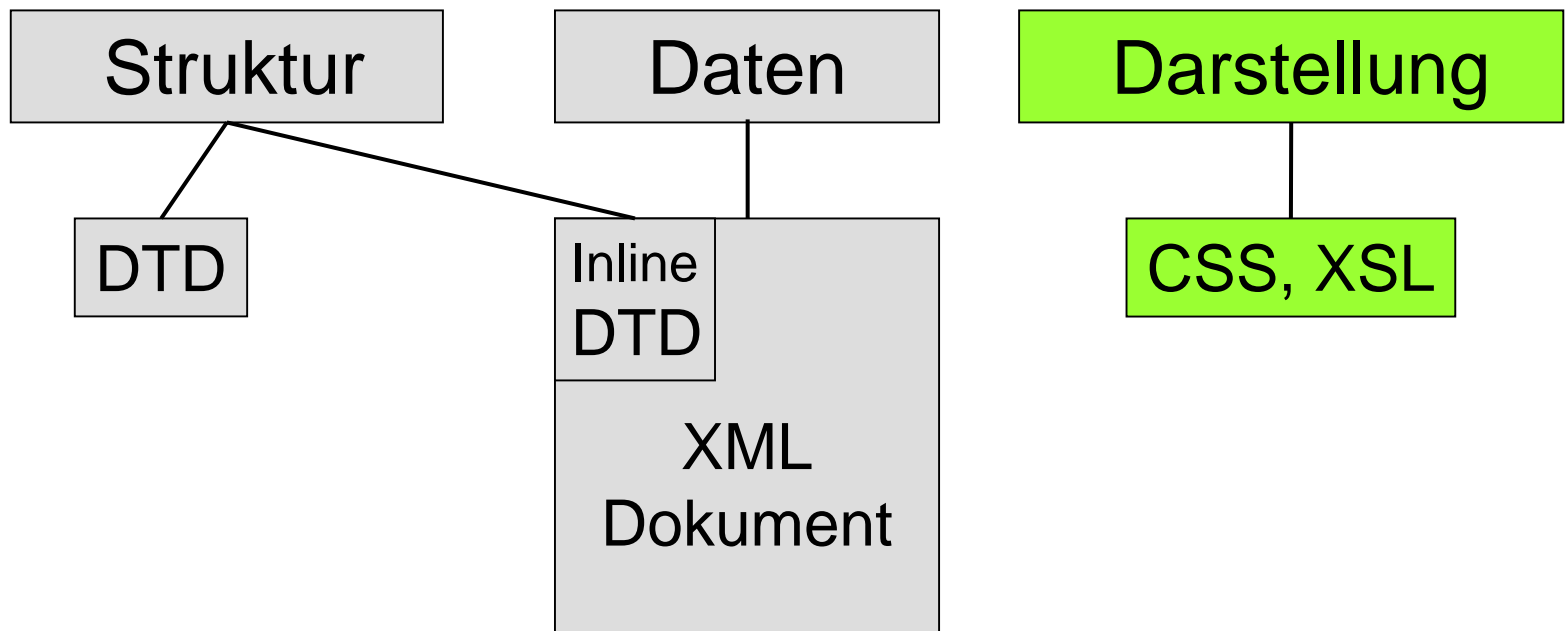 Struktur
Daten
Darstellung
DTD
Inline
DTD
CSS, XSL
XML
Dokument